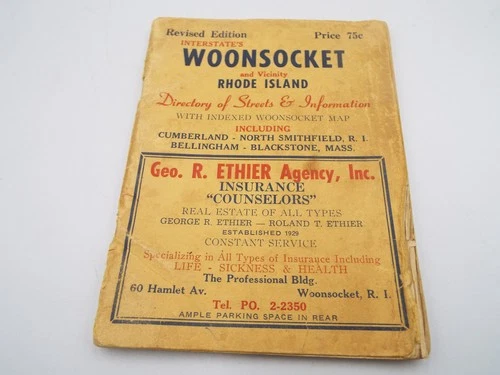 Revised Edition Price 75c
INTERSTATE'S
WOONSOCKET
and Vicinity
RHODE ISLAND
Directory of Streets & Information
WITH INDEXED WOONSOCKET MAP
INCLUDING
CUMBERLAND - NORTH SMITHFIELD, R. I.
BELLINGHAM - BLACKSTONE, MASS.
Geo. R. ETHIER Agency, Inc.
INSURANCE
"COUNSELORS"
REAL ESTATE OF ALL TYPES
GEORGE R. ETHIER — ROLAND T. ETHIER
ESTABLISHED 1929
CONSTANT SERVICE
Specializing in All Types of Insurance Including
LIFE - SICKNESS & HEALTH
The Professional Bldg.
60 Hamlet Av. Woonsocket, R. I.
Tel. PO. 2-2350
AMPLE PARKING SPACE IN REAR